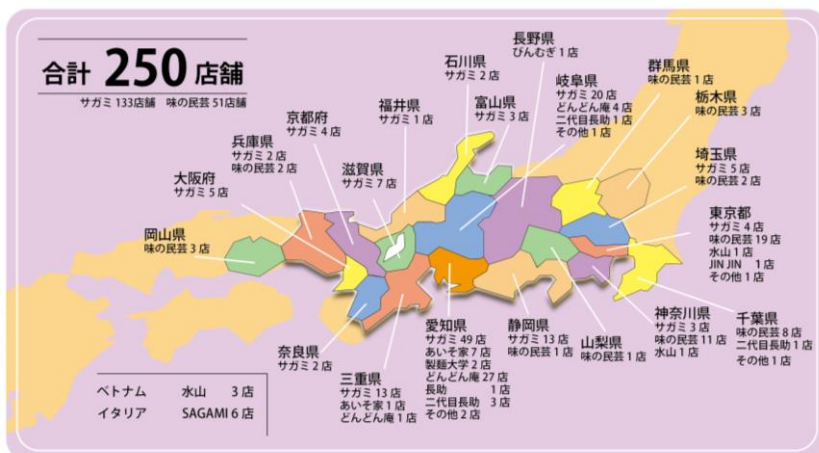 合計 250 店舗
サガミ 133店舗 味の民芸 51店舗
石川県
サガミ 2 店
長野県
びんむぎ 1 店
群馬県
味の民芸 1 店
栃木県
味の民芸 3 店
福井県
サガミ 1 店
富山県
サガミ 3 店
岐阜県
サガミ 20 店
どんどん庵 4 店
二代目長助 1 店
その他 1 店
京都府
サガミ 4 店
兵庫県
サガミ 2 店
味の民芸 2 店
滋賀県
サガミ 7 店
埼玉県
サガミ 5 店
味の民芸 2 店
大阪府
サガミ 5 店
東京都
サガミ 4 店
味の民芸 19 店
水山 1 店
JIN JIN 1 店
その他 1 店
岡山県
味の民芸 3 店
奈良県
サガミ 2 店
三重県
サガミ 13 店
あいそ家 1 店
どんどん庵 1 店
愛知県
サガミ 49 店
あいそ家 7 店
製麺大学 2 店
どんどん庵 27 店
長助 1 店
二代目長助 3 店
その他 2 店
静岡県
サガミ 13 店
味の民芸 1 店
山梨県
味の民芸 1 店
神奈川県
サガミ 3 店
味の民芸 11 店
水山 1 店
千葉県
味の民芸 8 店
二代目長助 1 店
その他 1 店
ベトナム 水山 3 店
イタリア SAGAMI 6 店